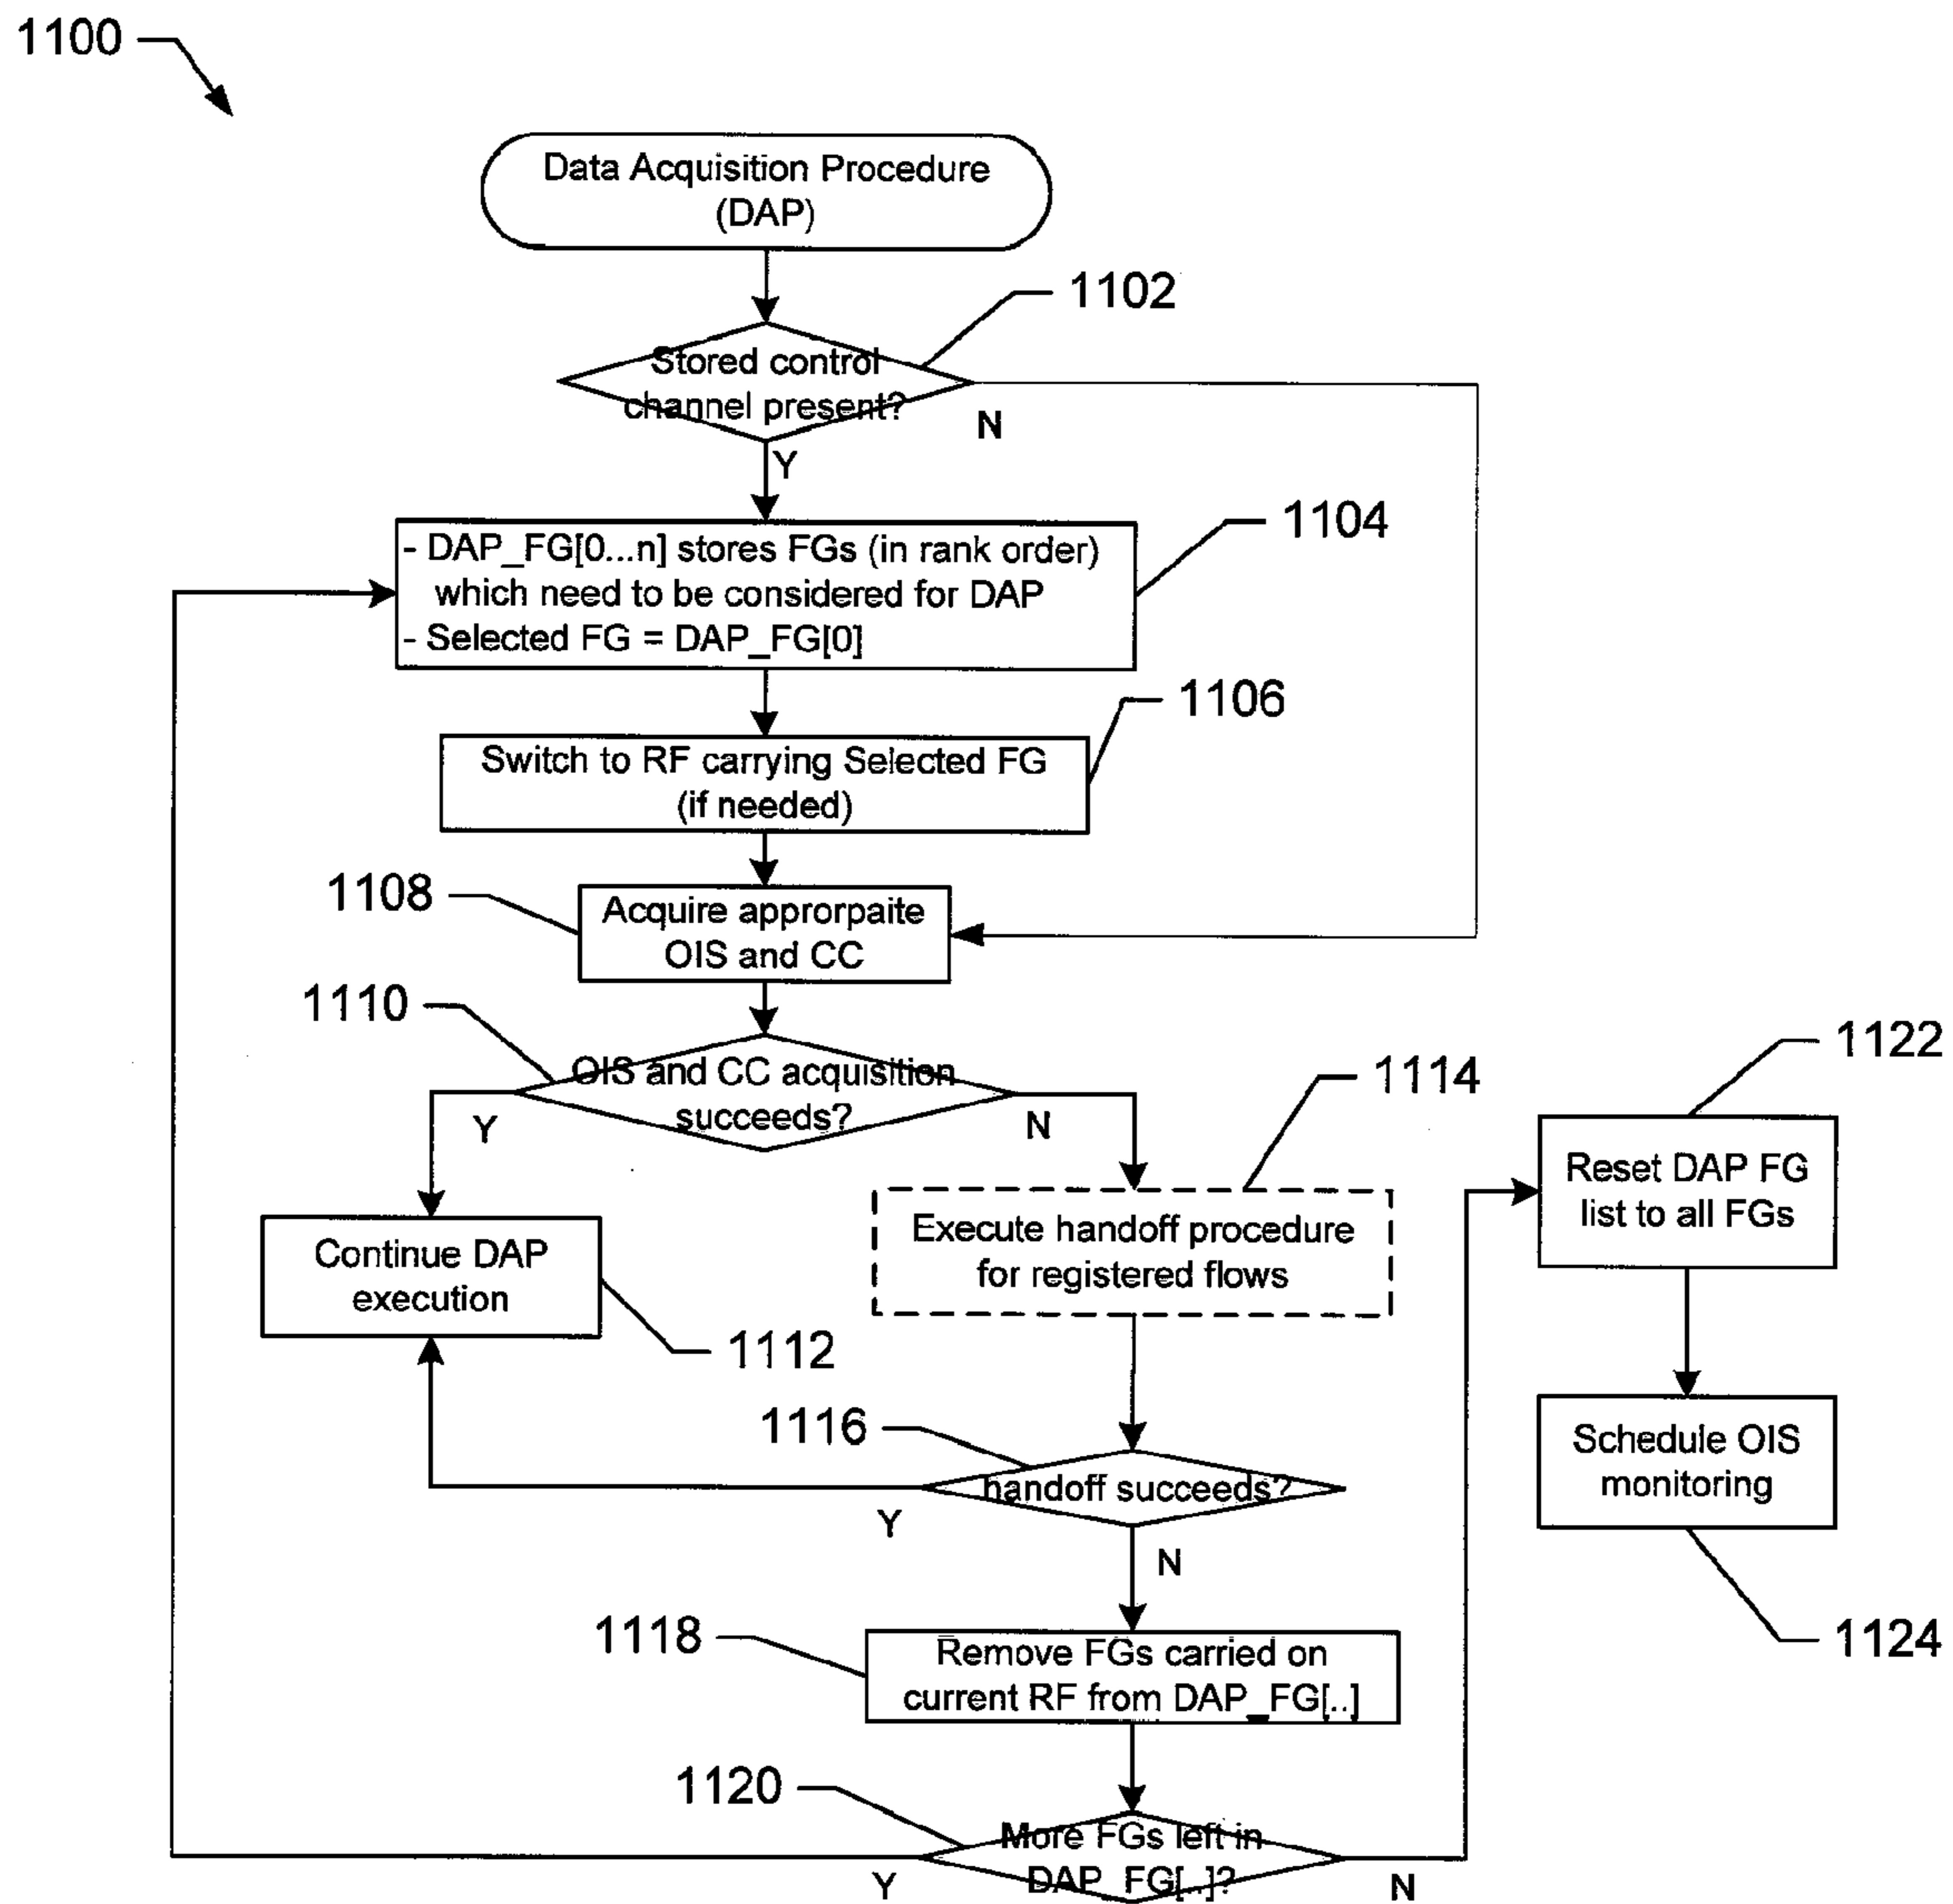 1100
Data Acquisition Procedure
(DAP)
1102
Stored control
channel present?
N
Y
1104
- DAP_FG[0...n] stores FGs (in rank order)
which need to be considered for DAP
- Selected FG = DAP_FG[0]
1106
Switch to RF carrying Selected FG
(if needed)
1108
Acquire approrpaite
OIS and CC
1110
OIS and CC acquisition
succeeds?
Y
N
1114
1122
Reset DAP FG
list to all FGs
Execute handoff procedure
for registered flows
Continue DAP
execution
1112
1116
handoff succeeds?
Y
N
Schedule OIS
monitoring
1124
1118
Remove FGs carried on
current RF from DAP_FG[..]
1120
More FGs left in
DAP_FG[..]?
Y
N